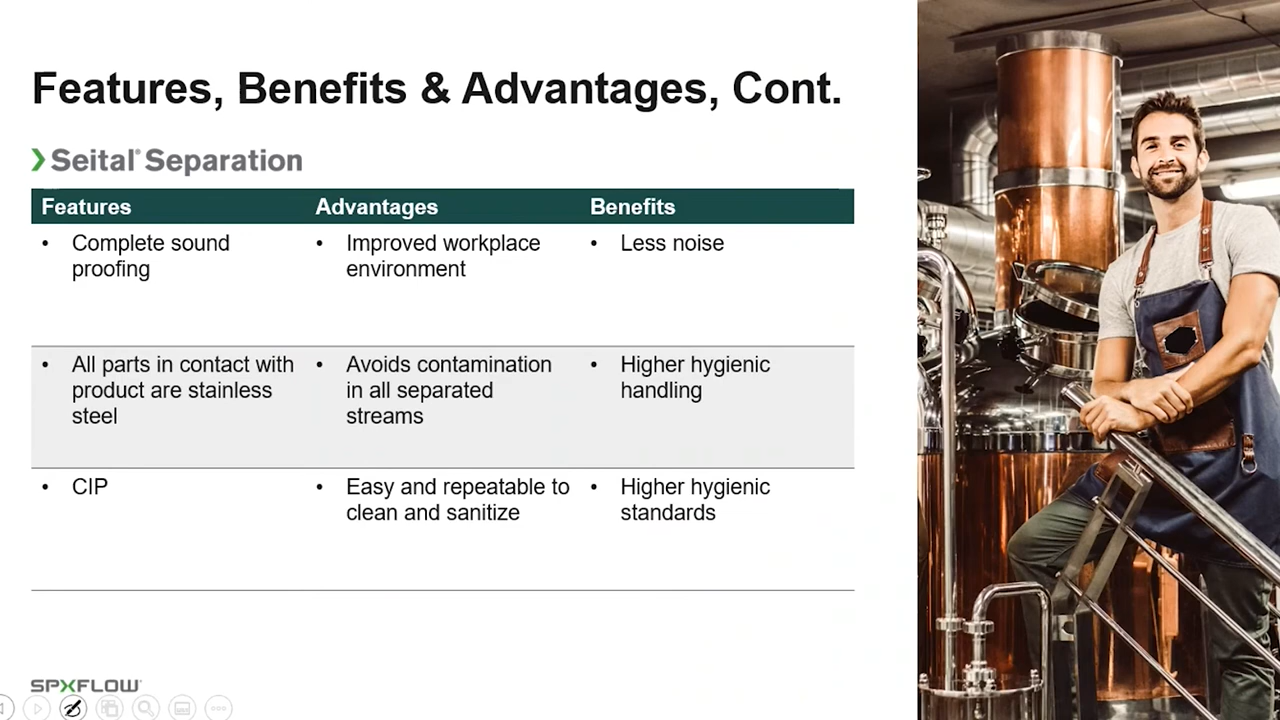 Features, Benefits & Advantages, Cont.
Seital® Separation
Features Advantages Benefits
• Complete sound proofing
• Improved workplace environment
• Less noise
• All parts in contact with product are stainless steel
• Avoids contamination in all separated streams
• Higher hygienic handling
• CIP
• Easy and repeatable to clean and sanitize
• Higher hygienic standards
SPXFLOW